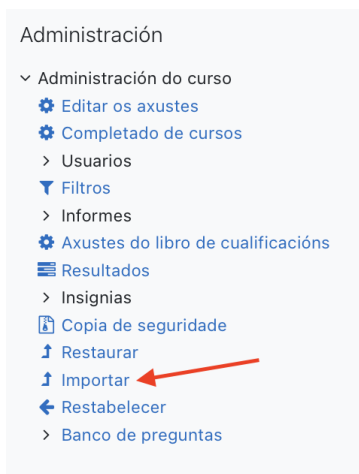 Administración
Administración do curso
Editar os axustes
Completado de cursos
Usuarios
Filtros
Informes
Axustes do libro de cualificacións
Resultados
Insignias
Copia de seguridade
Restaurar
Importar
Restabelecer
Banco de preguntas